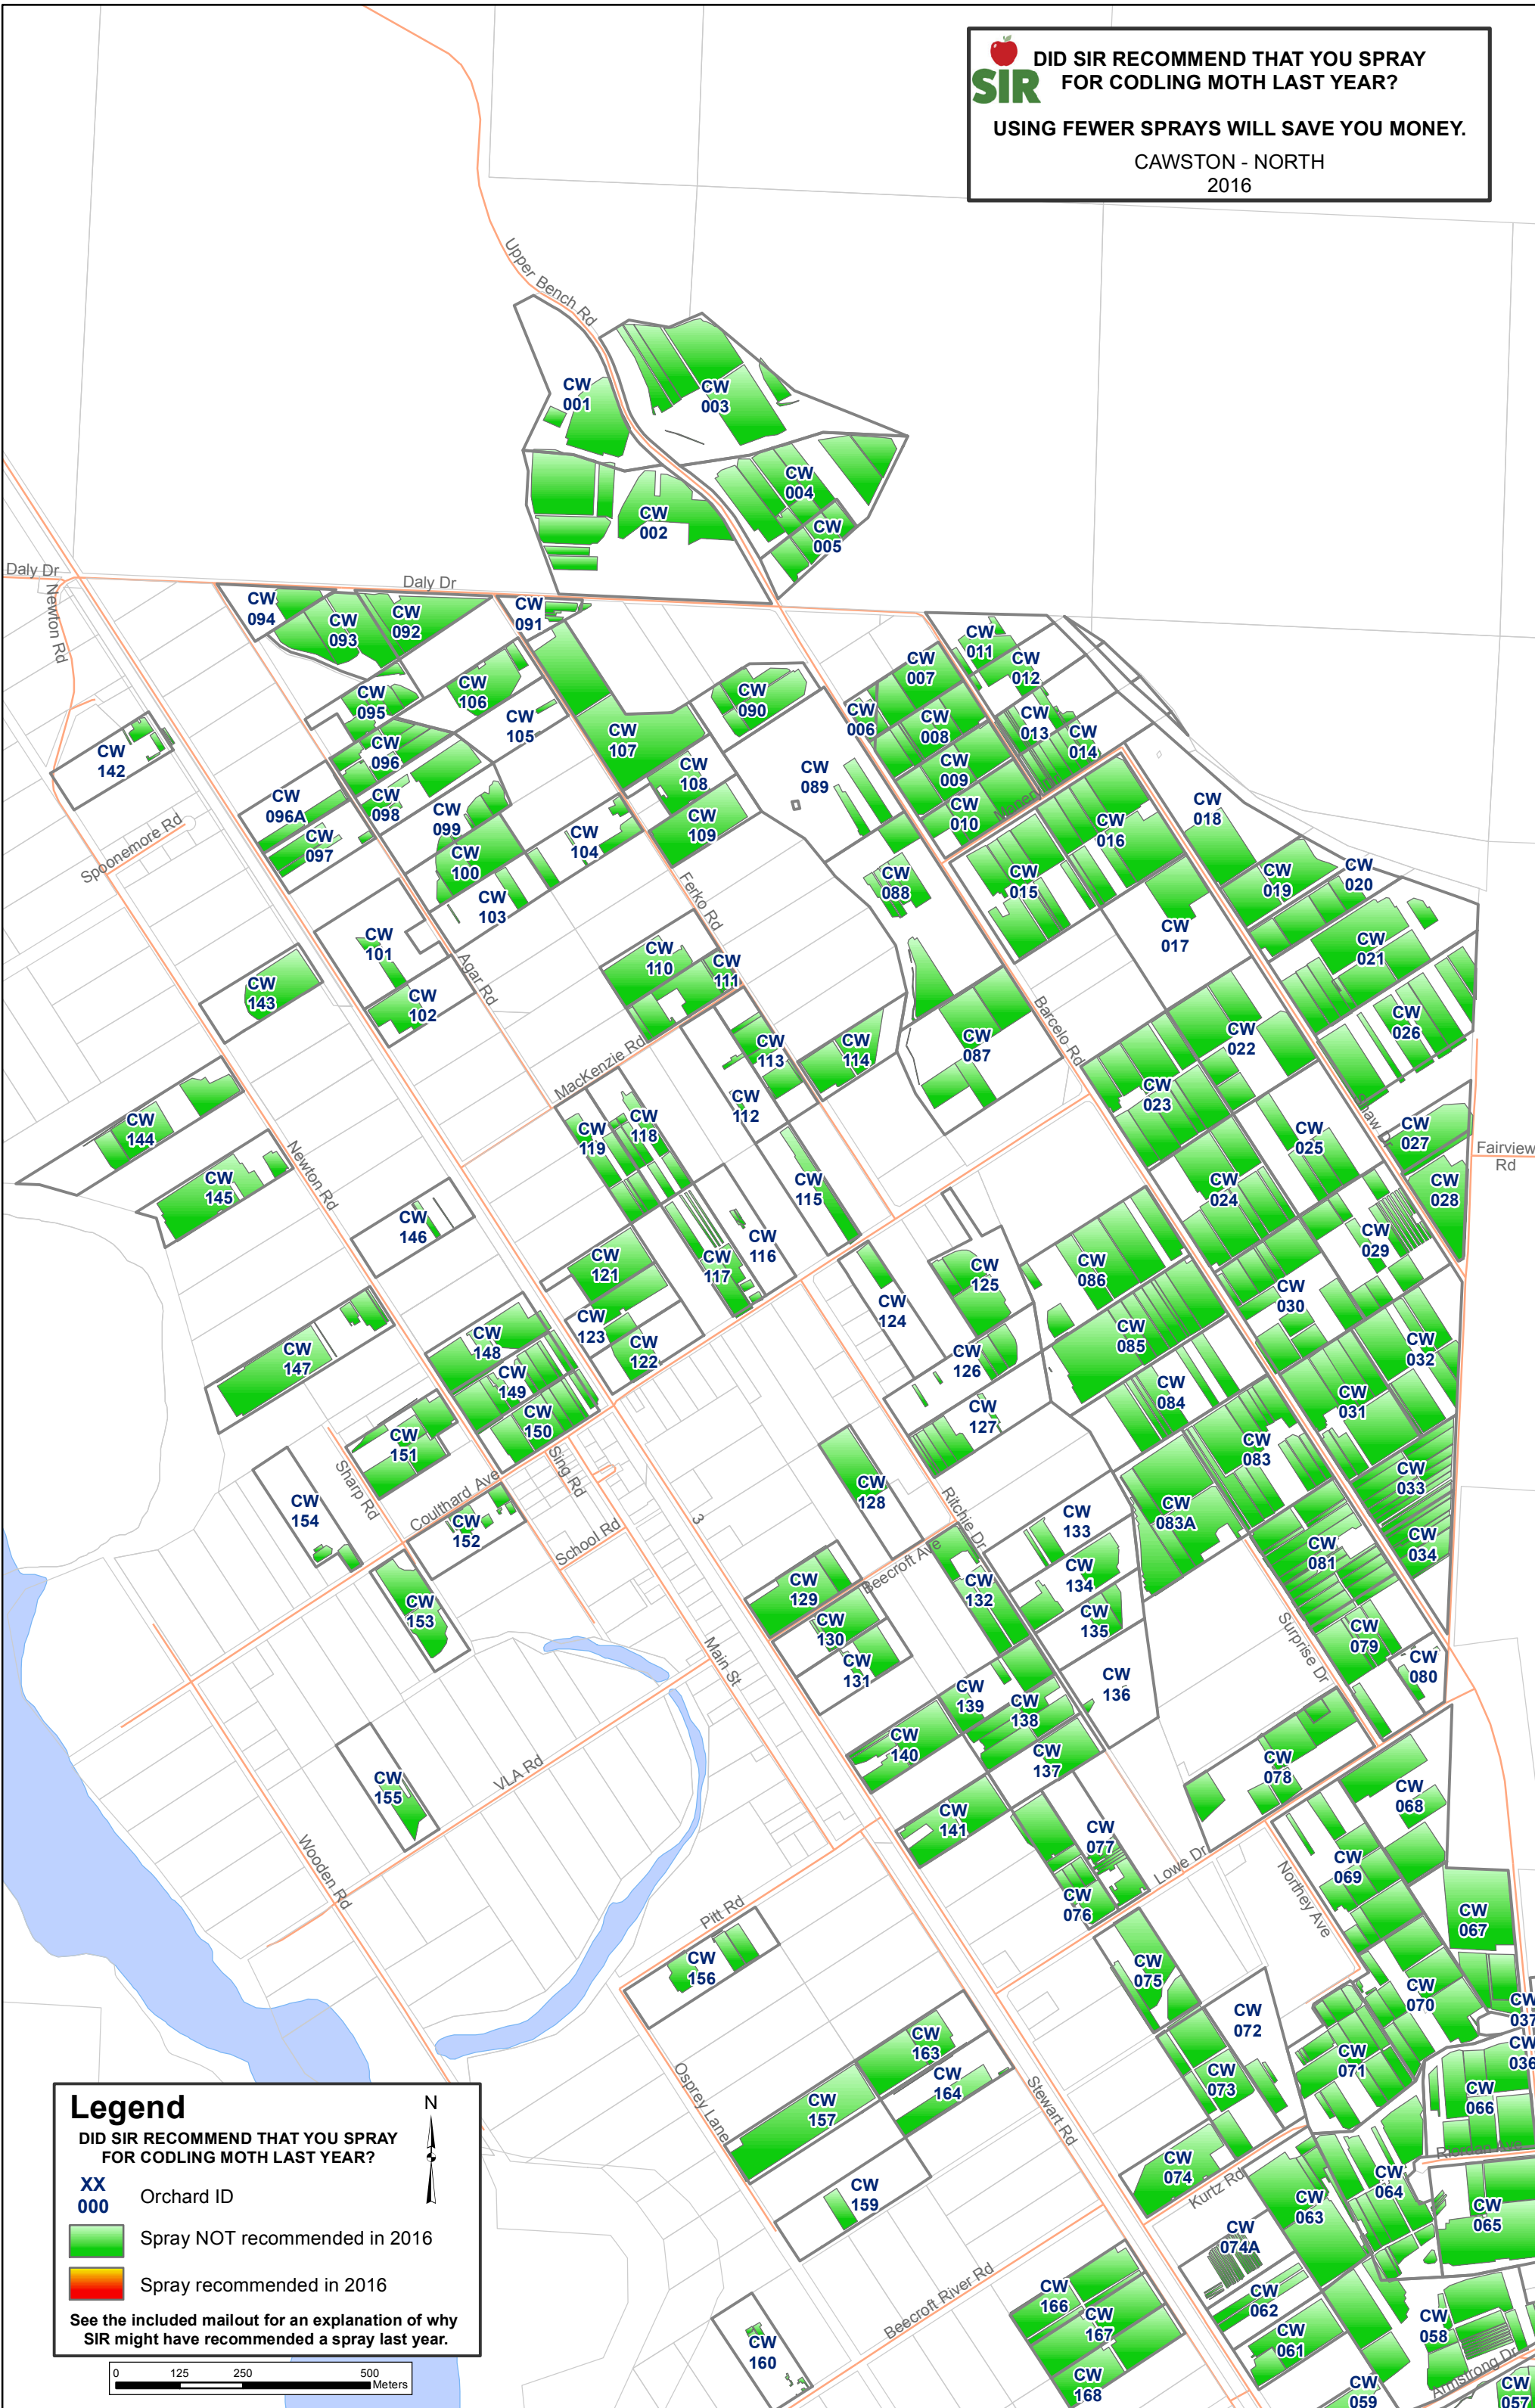 SIR
DID SIR RECOMMEND THAT YOU SPRAY
FOR CODLING MOTH LAST YEAR?
USING FEWER SPRAYS WILL SAVE YOU MONEY.
CAWSTON - NORTH
2016
Upper Bench Rd
CW
001
CW
003
CW
004
CW
002
CW
005
Daly Dr
Daly Dr
Newton Rd
CW
094
CW
093
CW
092
CW
091
CW
011
CW
012
CW
007
CW
106
CW
095
CW
090
CW
006
CW
008
CW
013
CW
014
CW
105
CW
107
CW
142
CW
096
CW
108
CW
089
CW
009
CW
096A
CW
098
CW
099
CW
109
CW
010
Manery Dr
CW
016
CW
018
Spoonemore Rd
CW
097
CW
100
CW
104
CW
088
CW
015
CW
019
CW
020
CW
103
Ferko Rd
CW
017
CW
101
CW
110
CW
111
CW
021
Agar Rd
CW
143
CW
102
Barcelo Rd
CW
026
CW
022
CW
113
CW
114
CW
087
MacKenzie Rd
CW
023
CW
112
CW
118
CW
119
CW
144
CW
025
Shaw Dr
CW
027
Fairview
Rd
Newton Rd
CW
145
CW
115
CW
024
CW
028
CW
146
CW
116
CW
029
CW
121
CW
117
CW
125
CW
086
CW
030
CW
124
CW
123
CW
085
CW
032
CW
148
CW
122
CW
147
CW
126
CW
149
CW
084
CW
031
CW
150
CW
127
CW
151
CW
083
CW
033
Sing Rd
Sharp Rd
Coulthard Ave
CW
128
CW
154
CW
152
School Rd
3
Ritchie Dr
CW
133
CW
083A
CW
034
CW
081
Beecroft Ave
CW
134
CW
132
CW
129
CW
153
CW
130
CW
135
Surprise Dr
CW
079
CW
131
Main St
CW
080
CW
136
CW
139
CW
138
CW
140
CW
137
CW
078
VLA Rd
CW
155
CW
068
CW
141
CW
077
Lowe Dr
Wooden Rd
CW
069
Northey Ave
CW
076
Pitt Rd
CW
067
CW
156
CW
075
CW
070
CW
037
CW
072
CW
163
CW
036
CW
071
CW
164
CW
073
CW
066
Osprey Lane
CW
157
Stewart Rd
Riordan Ave
CW
074
CW
064
CW
159
Kurtz Rd
CW
063
CW
065
CW
074A
Beecroft River Rd
CW
166
CW
062
CW
167
CW
058
CW
061
CW
160
CW
168
Armstrong Dr
CW
059
CW
057
Legend
N
DID SIR RECOMMEND THAT YOU SPRAY
FOR CODLING MOTH LAST YEAR?
XX
000
Orchard ID
Spray NOT recommended in 2016
Spray recommended in 2016
See the included mailout for an explanation of why
SIR might have recommended a spray last year.
0 125 250 500
Meters